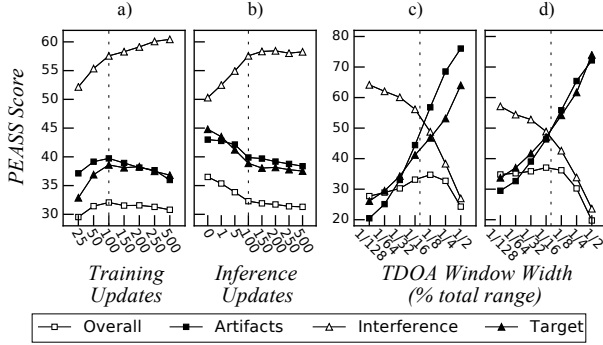 a) b) c) d)
PEASS Score
60
55
50
45
40
35
30
80
70
60
50
40
30
20
25 50 100 150 200 250 500
0 1 5 100 150 200 250 500
1/128 1/64 1/32 1/16 1/8 1/4 1/2
1/128 1/64 1/32 1/16 1/8 1/4 1/2
Training Updates
Inference Updates
TDOA Window Width
(% total range)
Overall Artifacts Interference Target